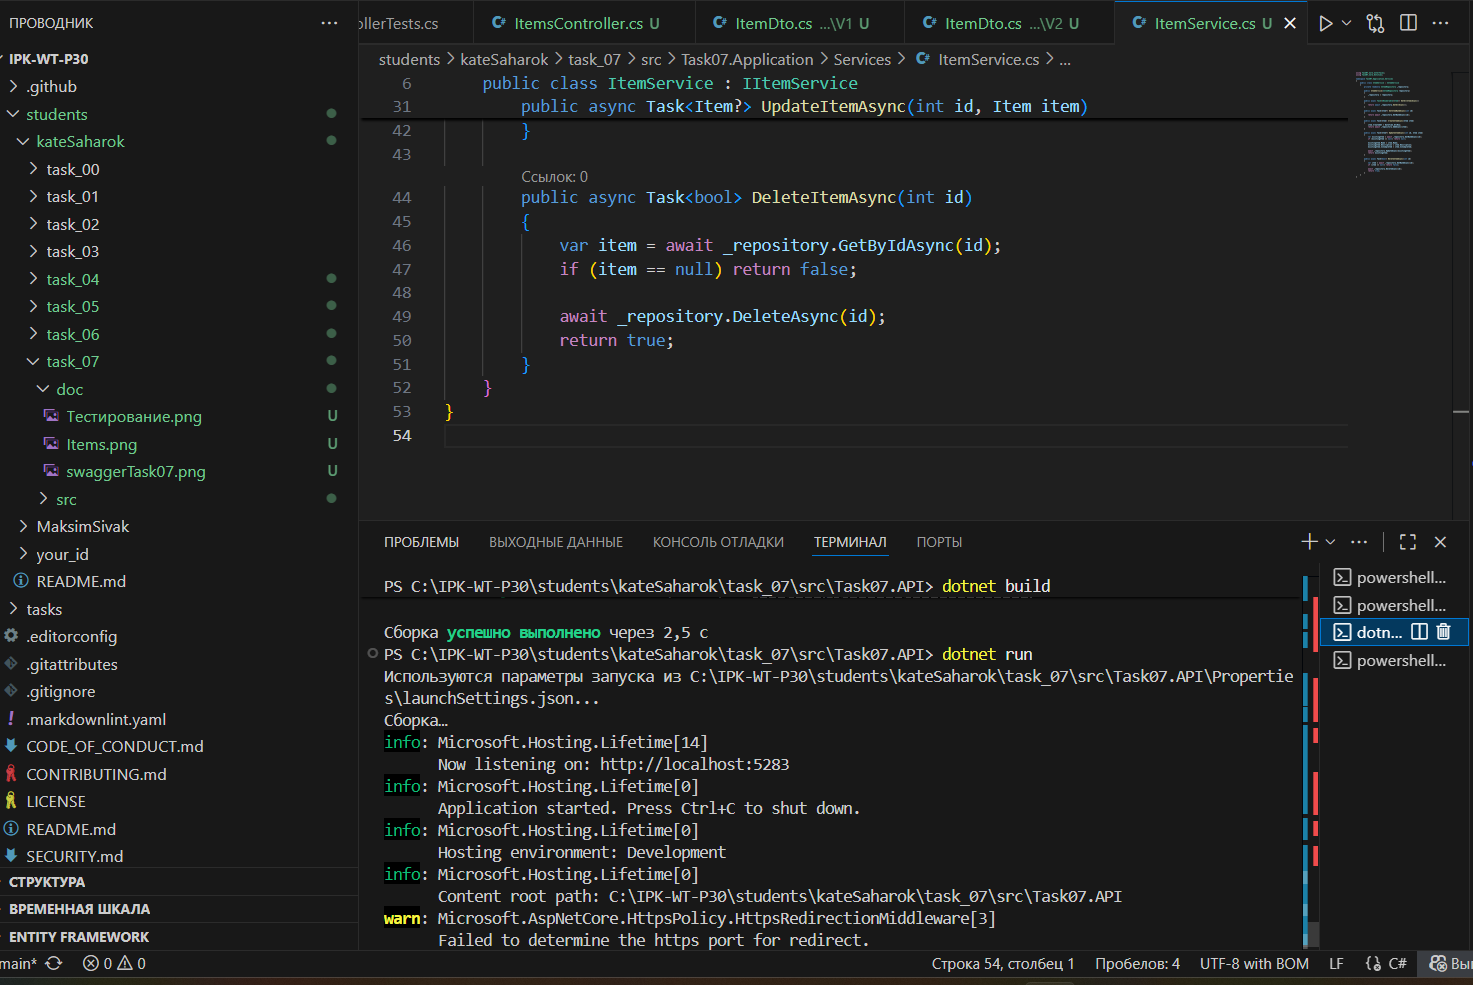 ПРОВОДНИК
IPK-WT-P30
.github
students
kateSaharok
task_00
task_01
task_02
task_03
task_04
task_05
task_06
task_07
doc
Тестирование.png U
Items.png U
swaggerTask07.png U
src
MaksimSivak
your_id
README.md
tasks
.editorconfig
.gitattributes
.gitignore
.markdownlint.yaml
CODE_OF_CONDUCT.md
CONTRIBUTING.md
LICENSE
README.md
SECURITY.md
СТРУКТУРА
ВРЕМЕННАЯ ШКАЛА
ENTITY FRAMEWORK
ollerTests.cs C# ItemsController.cs U C# ItemDto.cs ...\V1 U C# ItemDto.cs ...\V2 U C# ItemService.cs U
students > kateSaharok > task_07 > src > Task07.Application > Services > C# ItemService.cs > ...
6 public class ItemService : IItemService
31 public async Task<Item?> UpdateItemAsync(int id, Item item)
42 }
43
Ссылок: 0
44 public async Task<bool> DeleteItemAsync(int id)
45 {
46 var item = await _repository.GetByIdAsync(id);
47 if (item == null) return false;
48
49 await _repository.DeleteAsync(id);
50 return true;
51 }
52 }
53 }
54
ПРОБЛЕМЫ ВЫХОДНЫЕ ДАННЫЕ КОНСОЛЬ ОТЛАДКИ ТЕРМИНАЛ ПОРТЫ
PS C:\IPK-WT-P30\students\kateSaharok\task_07\src\Task07.API> dotnet build
Сборка успешно выполнено через 2,5 с
PS C:\IPK-WT-P30\students\kateSaharok\task_07\src\Task07.API> dotnet run
Используются параметры запуска из C:\IPK-WT-P30\students\kateSaharok\task_07\src\Task07.API\Propertie
s\launchSettings.json...
Сборка…
info: Microsoft.Hosting.Lifetime[14]
Now listening on: http://localhost:5283
info: Microsoft.Hosting.Lifetime[0]
Application started. Press Ctrl+C to shut down.
info: Microsoft.Hosting.Lifetime[0]
Hosting environment: Development
info: Microsoft.Hosting.Lifetime[0]
Content root path: C:\IPK-WT-P30\students\kateSaharok\task_07\src\Task07.API
warn: Microsoft.AspNetCore.HttpsPolicy.HttpsRedirectionMiddleware[3]
Failed to determine the https port for redirect.
powershell...
powershell...
dotn...
powershell...
main* 0 0 Строка 54, столбец 1 Пробелов: 4 UTF-8 with BOM LF C# Вы